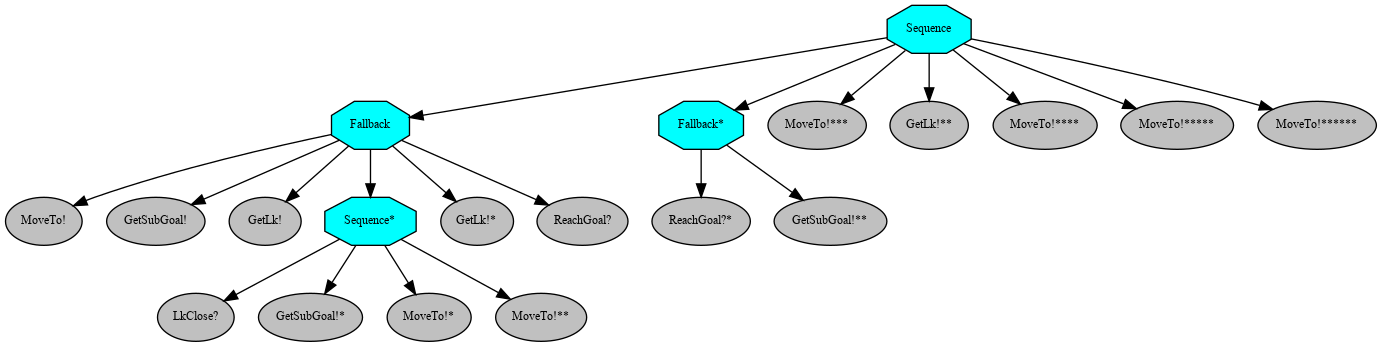 Sequence
Fallback
Fallback*
MoveTo!***
GetLk!**
MoveTo!****
MoveTo!*****
MoveTo!******
MoveTo!
GetSubGoal!
GetLk!
Sequence*
GetLk!*
ReachGoal?
ReachGoal?*
GetSubGoal!**
LkClose?
GetSubGoal!*
MoveTo!*
MoveTo!**